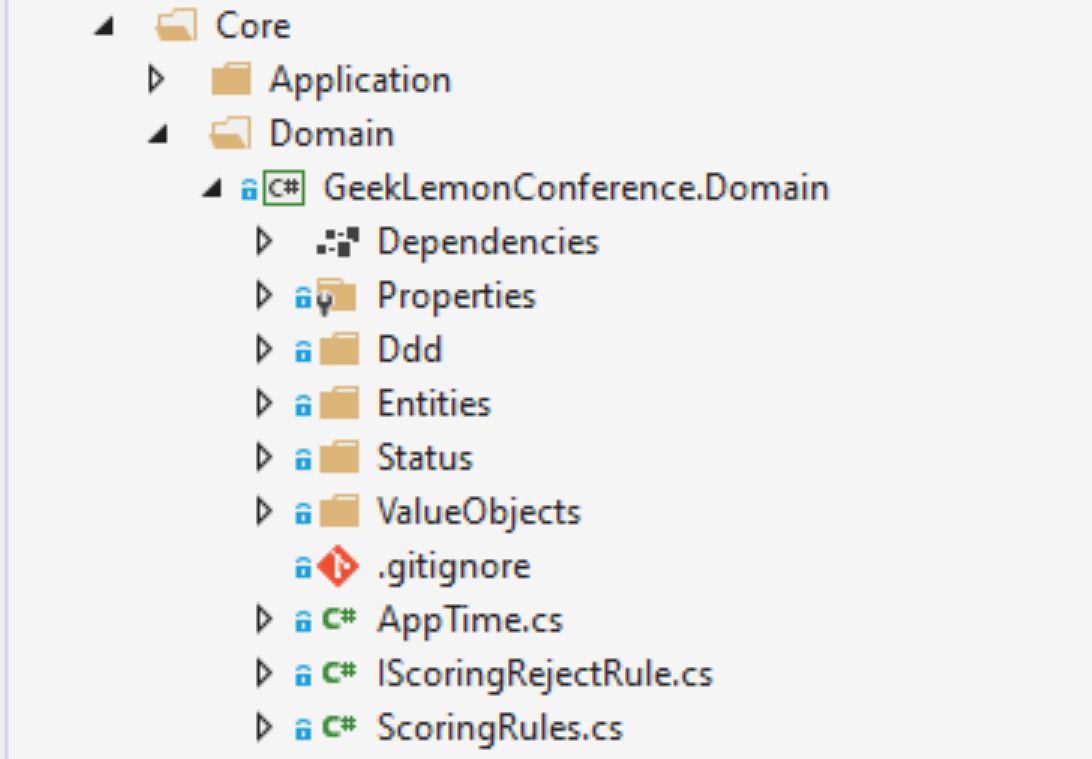 Core
Application
Domain
C# GeekLemonConference.Domain
Dependencies
Properties
Ddd
Entities
Status
ValueObjects
.gitignore
C# AppTime.cs
C# IScoringRejectRule.cs
C# ScoringRules.cs